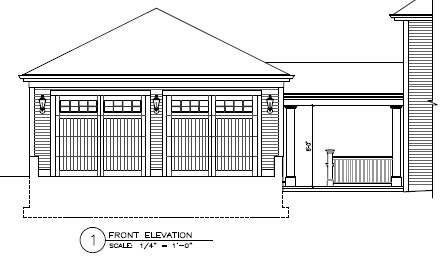 8'-0"
1 FRONT ELEVATION
SCALE: 1/4" = 1'-0"